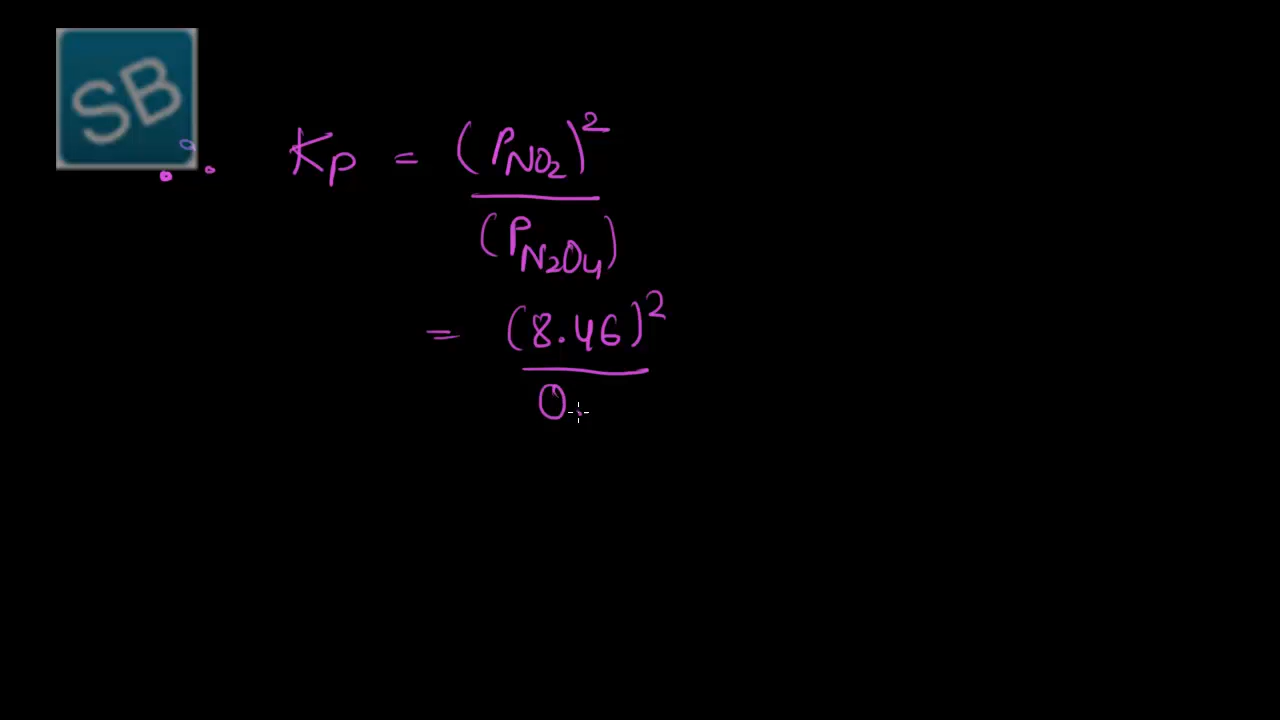 SB
∴ Kp = (P_NO2)^2
(P_N2O4)
= (8.46)^2
0.